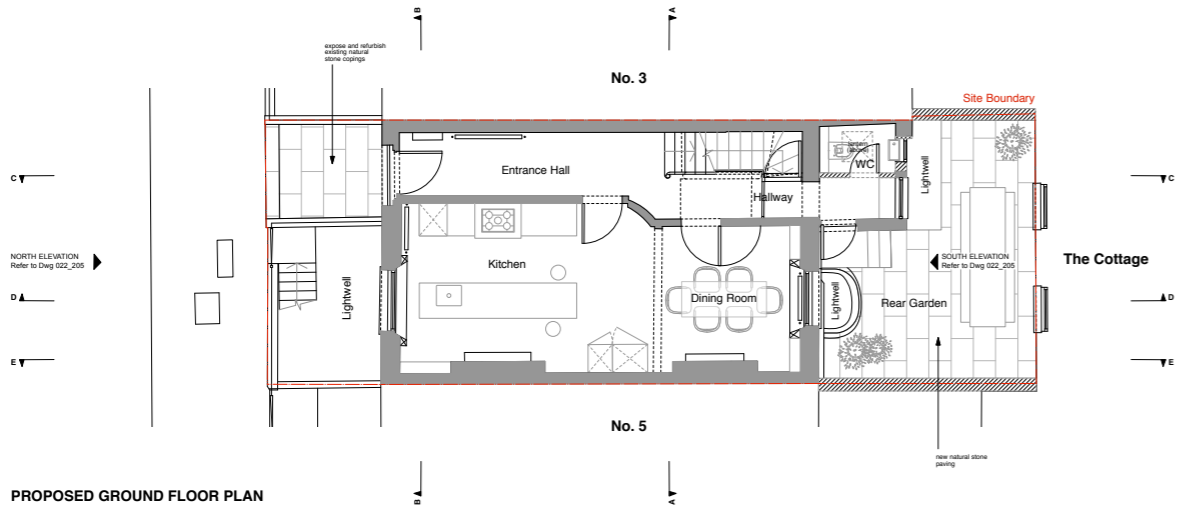 B
A
expose and refurbish
existing natural
stone copings
No. 3
Site Boundary
C
Entrance Hall
WC
Lightwell
Hallway
C
NORTH ELEVATION
Refer to Dwg 022_205
Kitchen
SOUTH ELEVATION
Refer to Dwg 022_205
The Cottage
D
Lightwell
Dining Room
Lightwell
Rear Garden
D
E
E
No. 5
new natural stone
paving
B
A
PROPOSED GROUND FLOOR PLAN